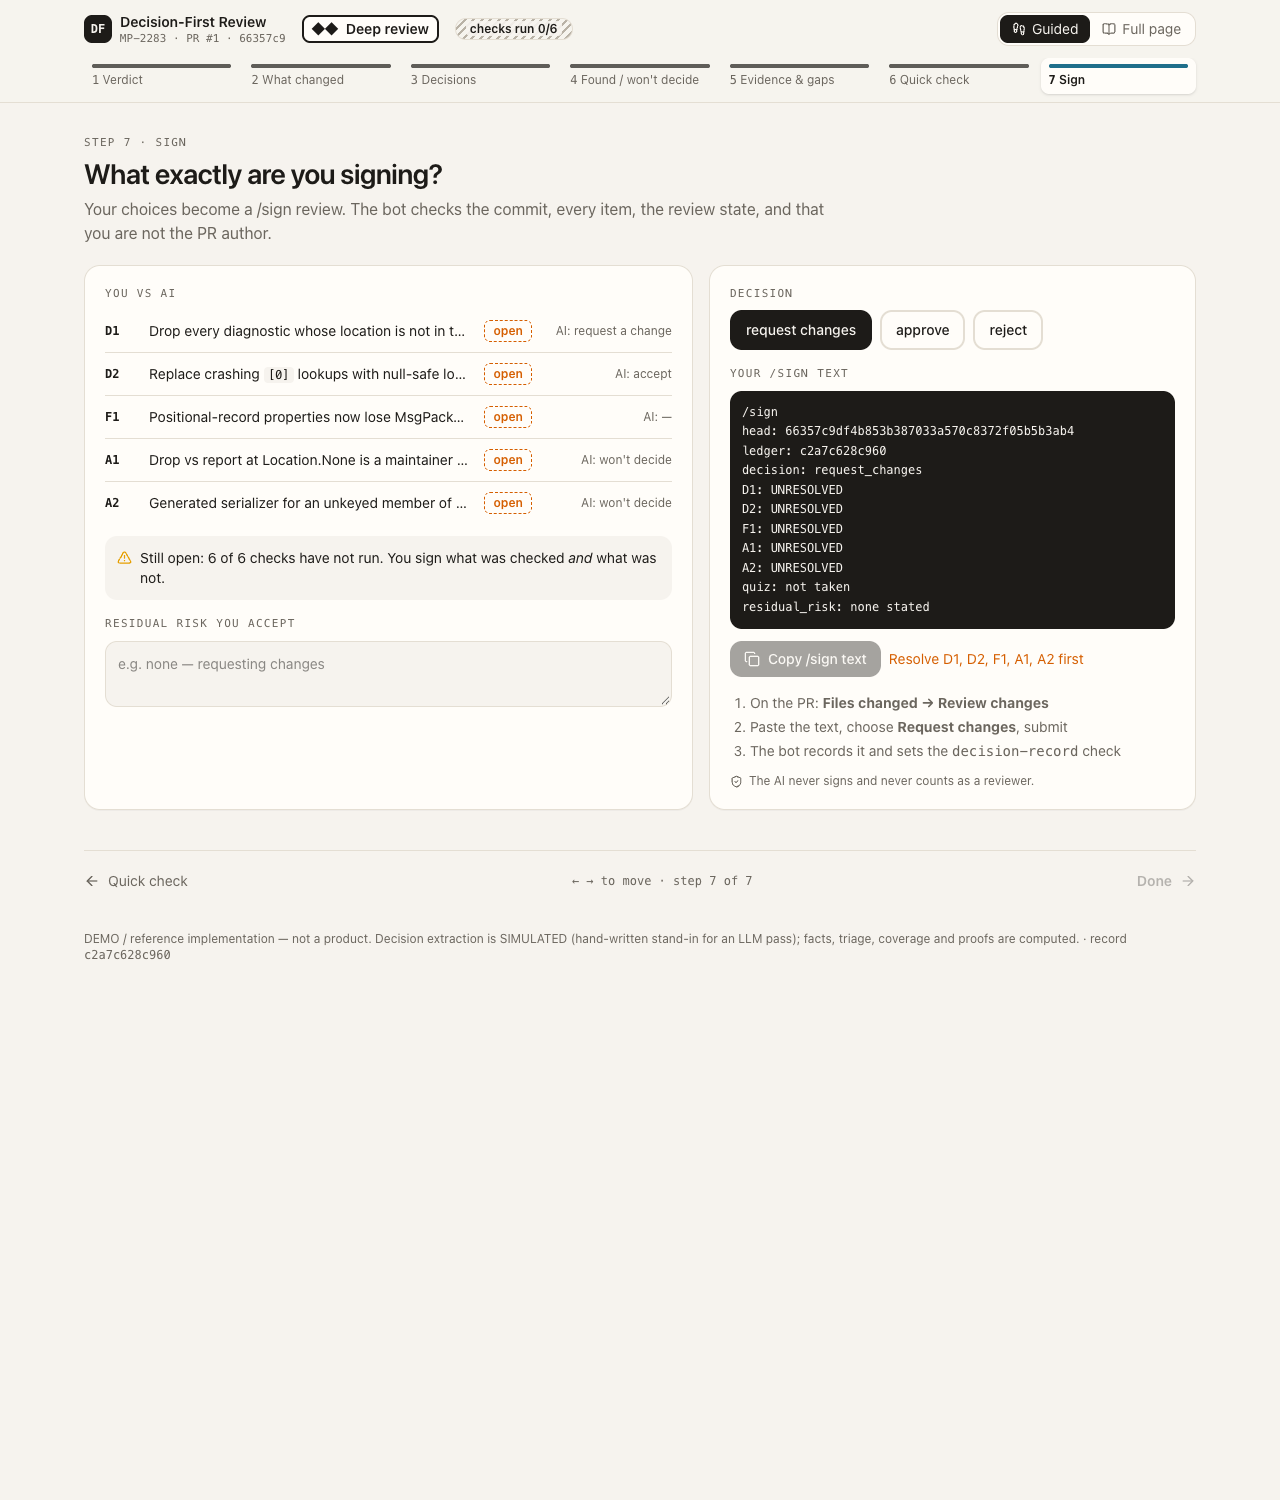 DF
Decision-First Review
MP-2283 · PR #1 · 66357c9
Deep review
checks run 0/6
Guided
Full page
1 Verdict
2 What changed
3 Decisions
4 Found / won't decide
5 Evidence & gaps
6 Quick check
7 Sign
STEP 7 · SIGN
What exactly are you signing?
Your choices become a /sign review. The bot checks the commit, every item, the review state, and that
you are not the PR author.
YOU VS AI
D1 Drop every diagnostic whose location is not in t... open AI: request a change
D2 Replace crashing [0] lookups with null-safe lo... open AI: accept
F1 Positional-record properties now lose MsgPack... open AI: —
A1 Drop vs report at Location.None is a maintainer ... open AI: won't decide
A2 Generated serializer for an unkeyed member of ... open AI: won't decide
Still open: 6 of 6 checks have not run. You sign what was checked and what was
not.
RESIDUAL RISK YOU ACCEPT
e.g. none — requesting changes
DECISION
request changes
approve
reject
YOUR /SIGN TEXT
/sign
head: 66357c9df4b853b387033a570c8372f05b5b3ab4
ledger: c2a7c628c960
decision: request_changes
D1: UNRESOLVED
D2: UNRESOLVED
F1: UNRESOLVED
A1: UNRESOLVED
A2: UNRESOLVED
quiz: not taken
residual_risk: none stated
Copy /sign text
Resolve D1, D2, F1, A1, A2 first
1. On the PR: Files changed → Review changes
2. Paste the text, choose Request changes, submit
3. The bot records it and sets the decision-record check
The AI never signs and never counts as a reviewer.
← Quick check
← → to move · step 7 of 7
Done →
DEMO / reference implementation — not a product. Decision extraction is SIMULATED (hand-written stand-in for an LLM pass); facts, triage, coverage and proofs are computed. · record
c2a7c628c960